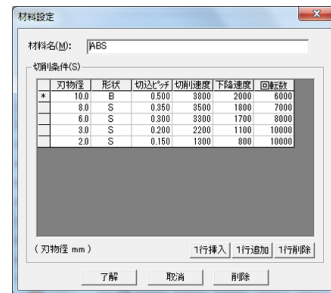 材料設定
材料名(M): ABS
切削条件(S)
刃物径 形状 切込ピッチ 切削速度 下降速度 回転数
* 10.0 B 0.500 3800 2000 6000
8.0 S 0.350 3500 1800 7000
6.0 S 0.300 3300 1700 8000
3.0 S 0.200 2200 1100 10000
2.0 S 0.150 1300 800 10000
( 刃物径 mm ) 1行挿入 1行追加 1行削除
了解 取消 削除